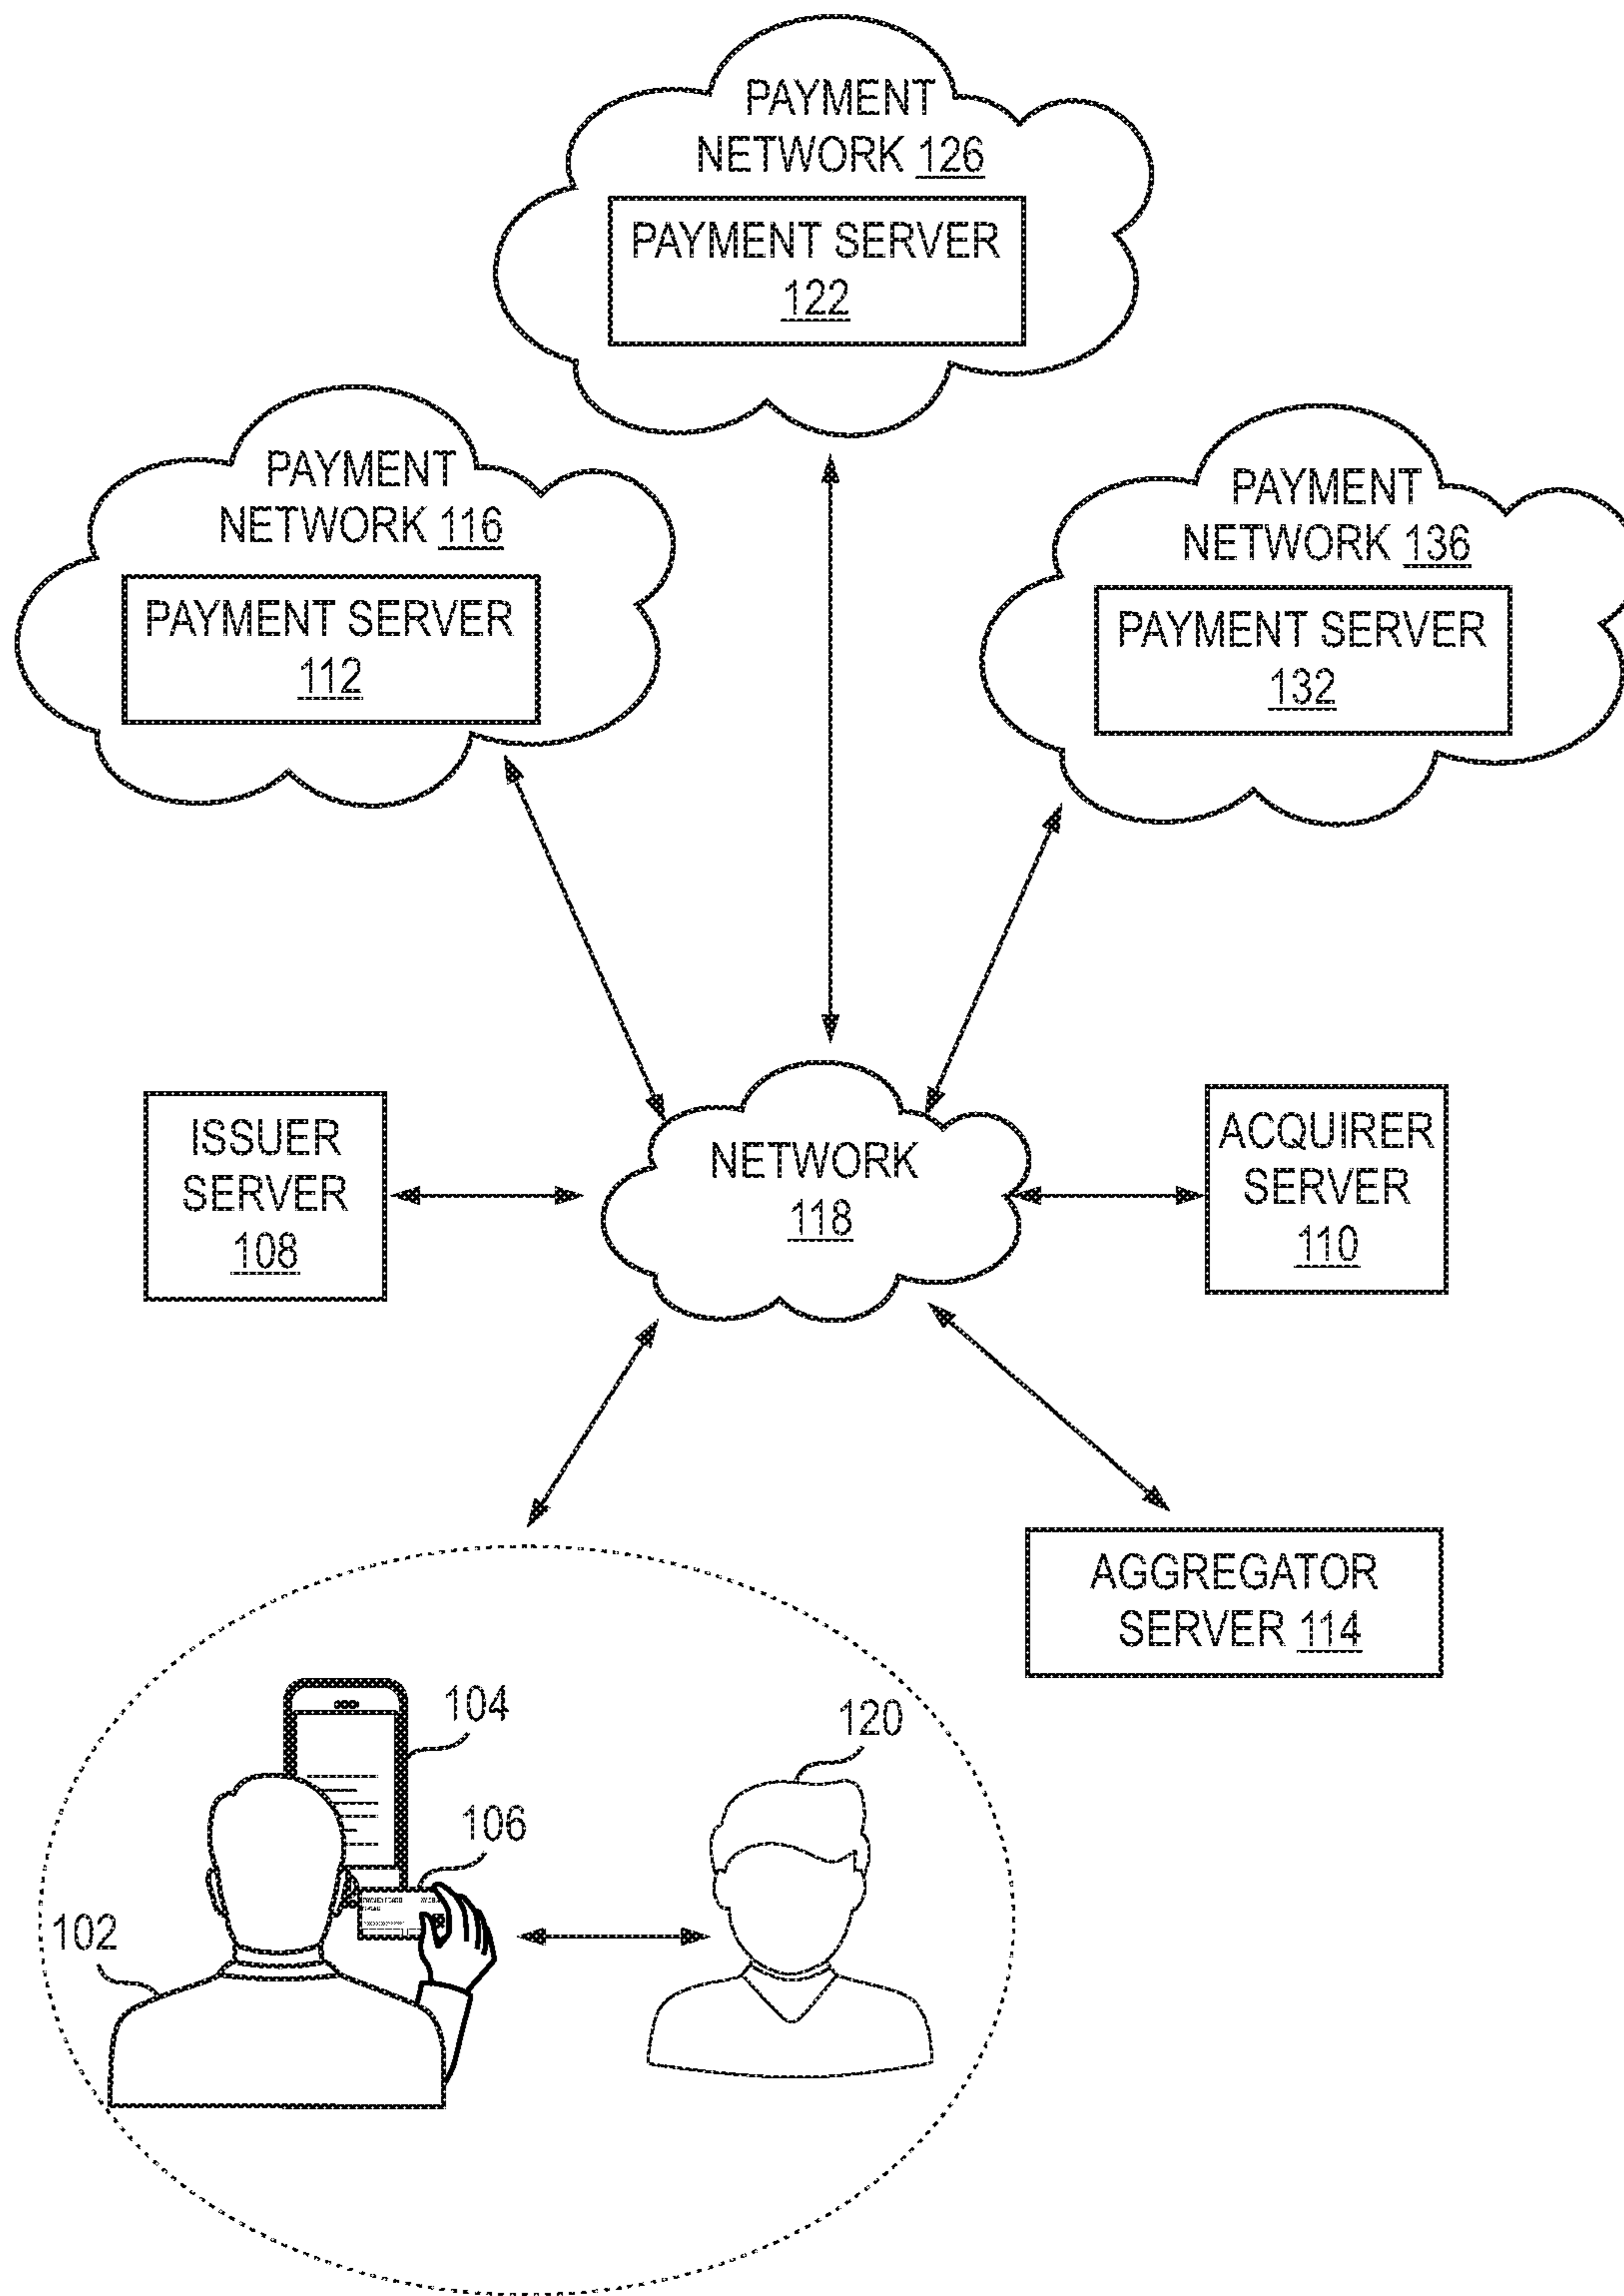 PAYMENT
NETWORK 126
PAYMENT SERVER
122
PAYMENT
NETWORK 116
PAYMENT SERVER
112
PAYMENT
NETWORK 136
PAYMENT SERVER
132
ISSUER
SERVER
108
NETWORK
118
ACQUIRER
SERVER
110
AGGREGATOR
SERVER 114
104
120
106
102